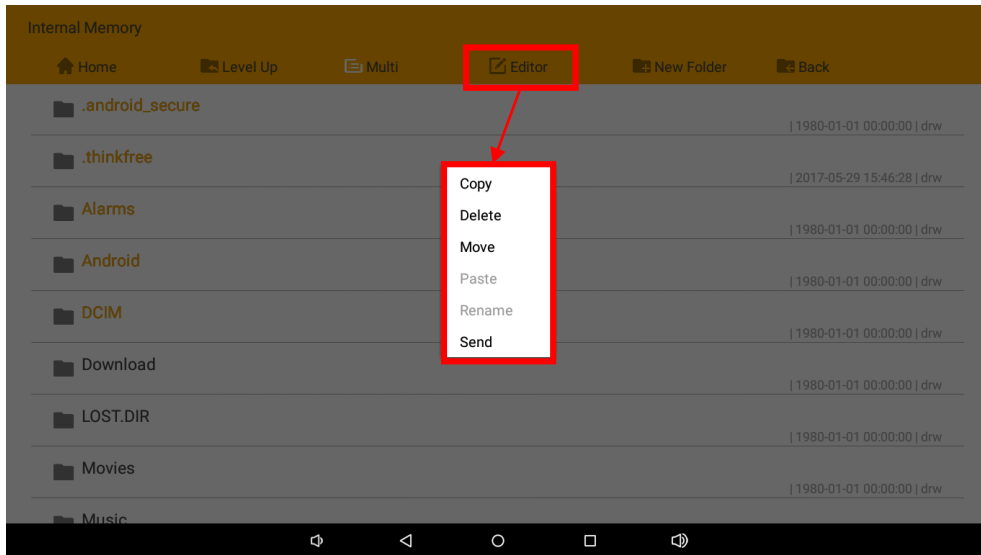 Internal Memory
Home Level Up Multi Editor New Folder Back
.android_secure
| 1980-01-01 00:00:00 | drw
.thinkfree
| 2017-05-29 15:46:28 | drw
Alarms
| 1980-01-01 00:00:00 | drw
Android
| 1980-01-01 00:00:00 | drw
DCIM
| 1980-01-01 00:00:00 | drw
Download
| 1980-01-01 00:00:00 | drw
LOST.DIR
| 1980-01-01 00:00:00 | drw
Movies
| 1980-01-01 00:00:00 | drw
Music
Copy
Delete
Move
Paste
Rename
Send